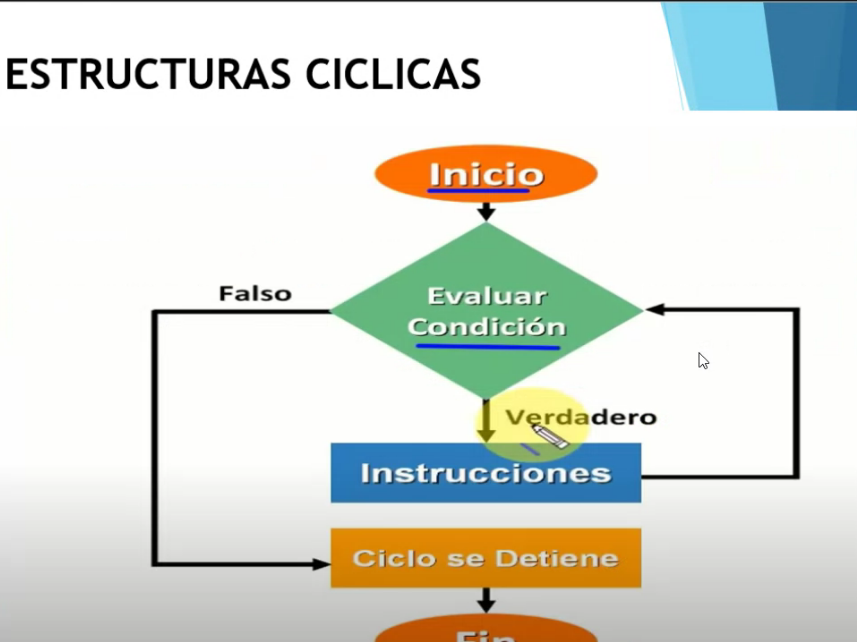 ESTRUCTURAS CICLICAS
Inicio
Evaluar
Condición
Falso
Verdadero
Instrucciones
Ciclo se Detiene
Fin